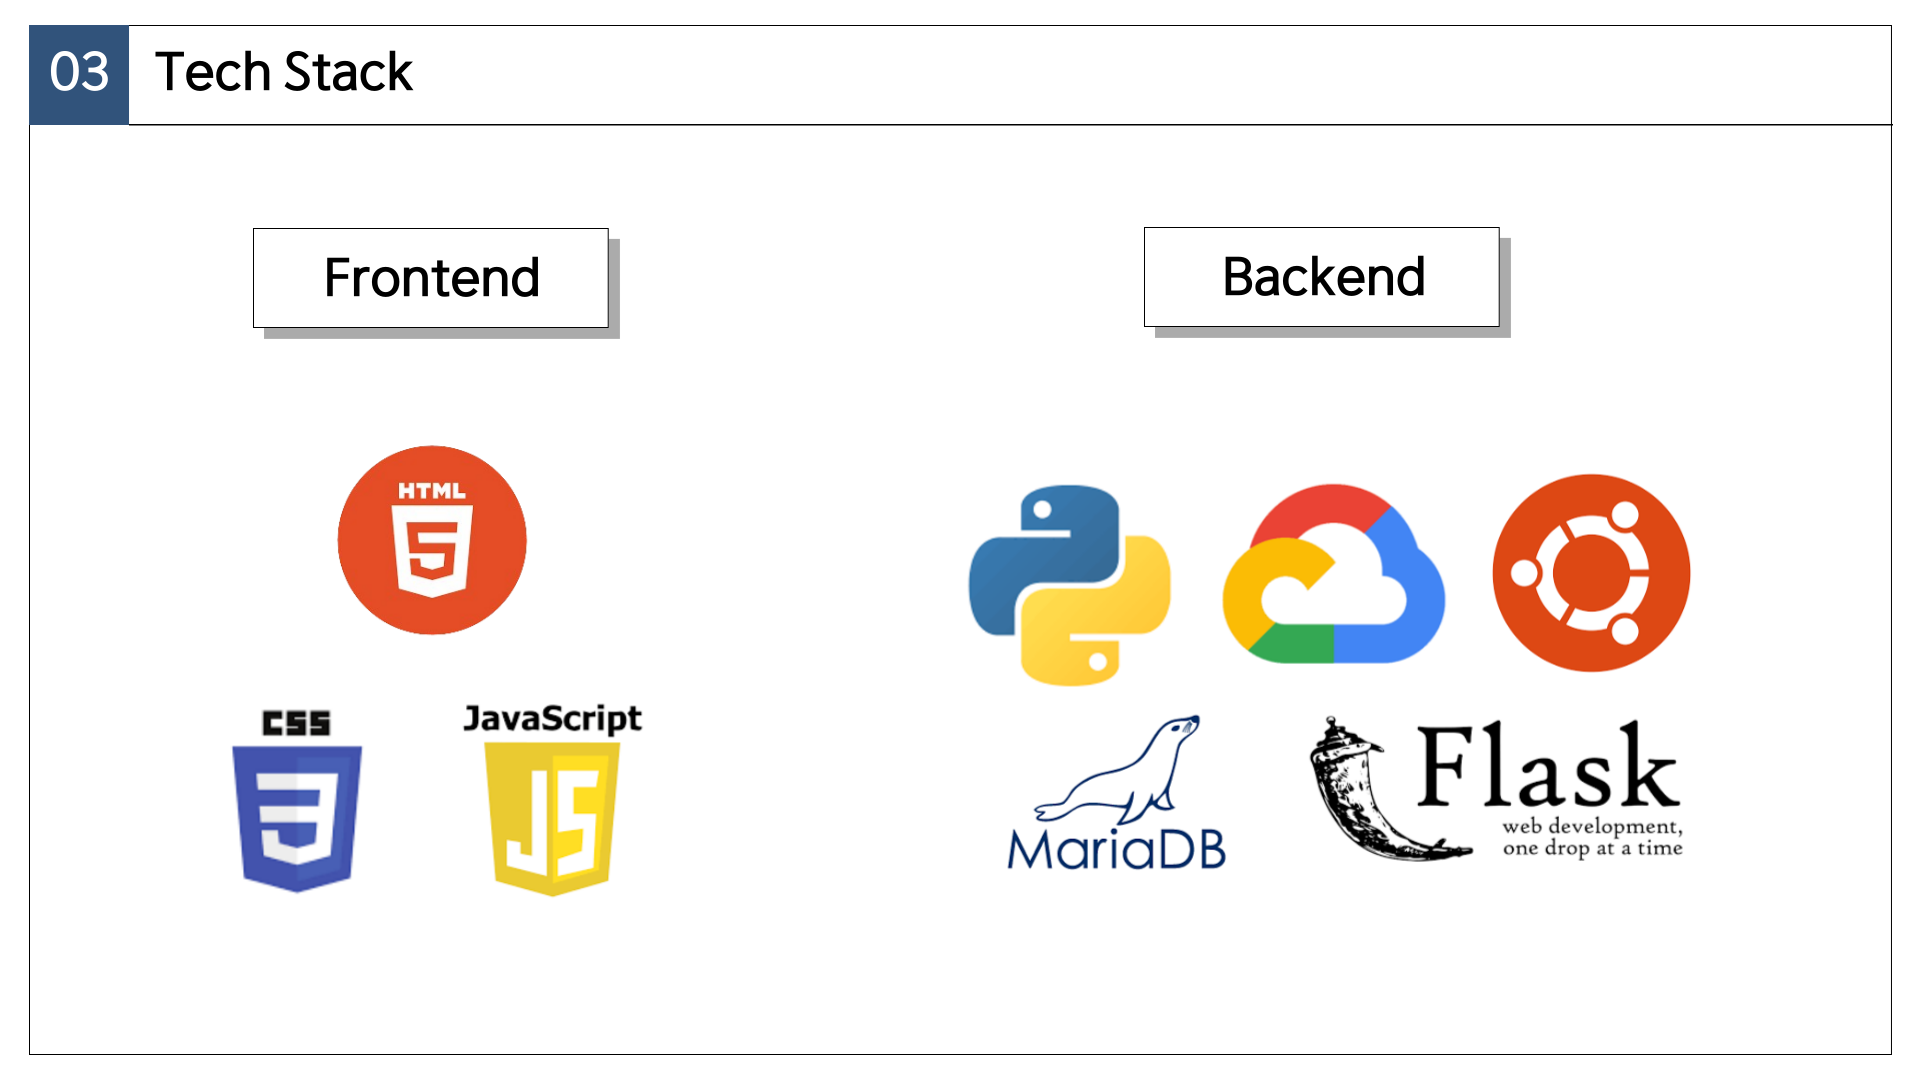 03
Tech Stack
Frontend
Backend
HTML
5
CSS
3
JavaScript
JS
MariaDB
Flask
web development,
one drop at a time